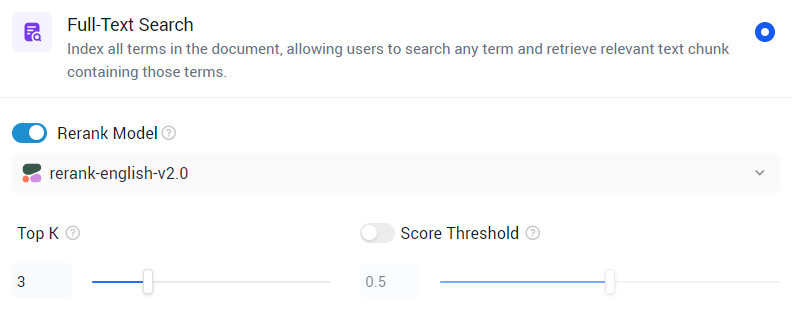 Full-Text Search
Index all terms in the document, allowing users to search any term and retrieve relevant text chunk
containing those terms.
Rerank Model
rerank-english-v2.0
Top K
Score Threshold
3
0.5